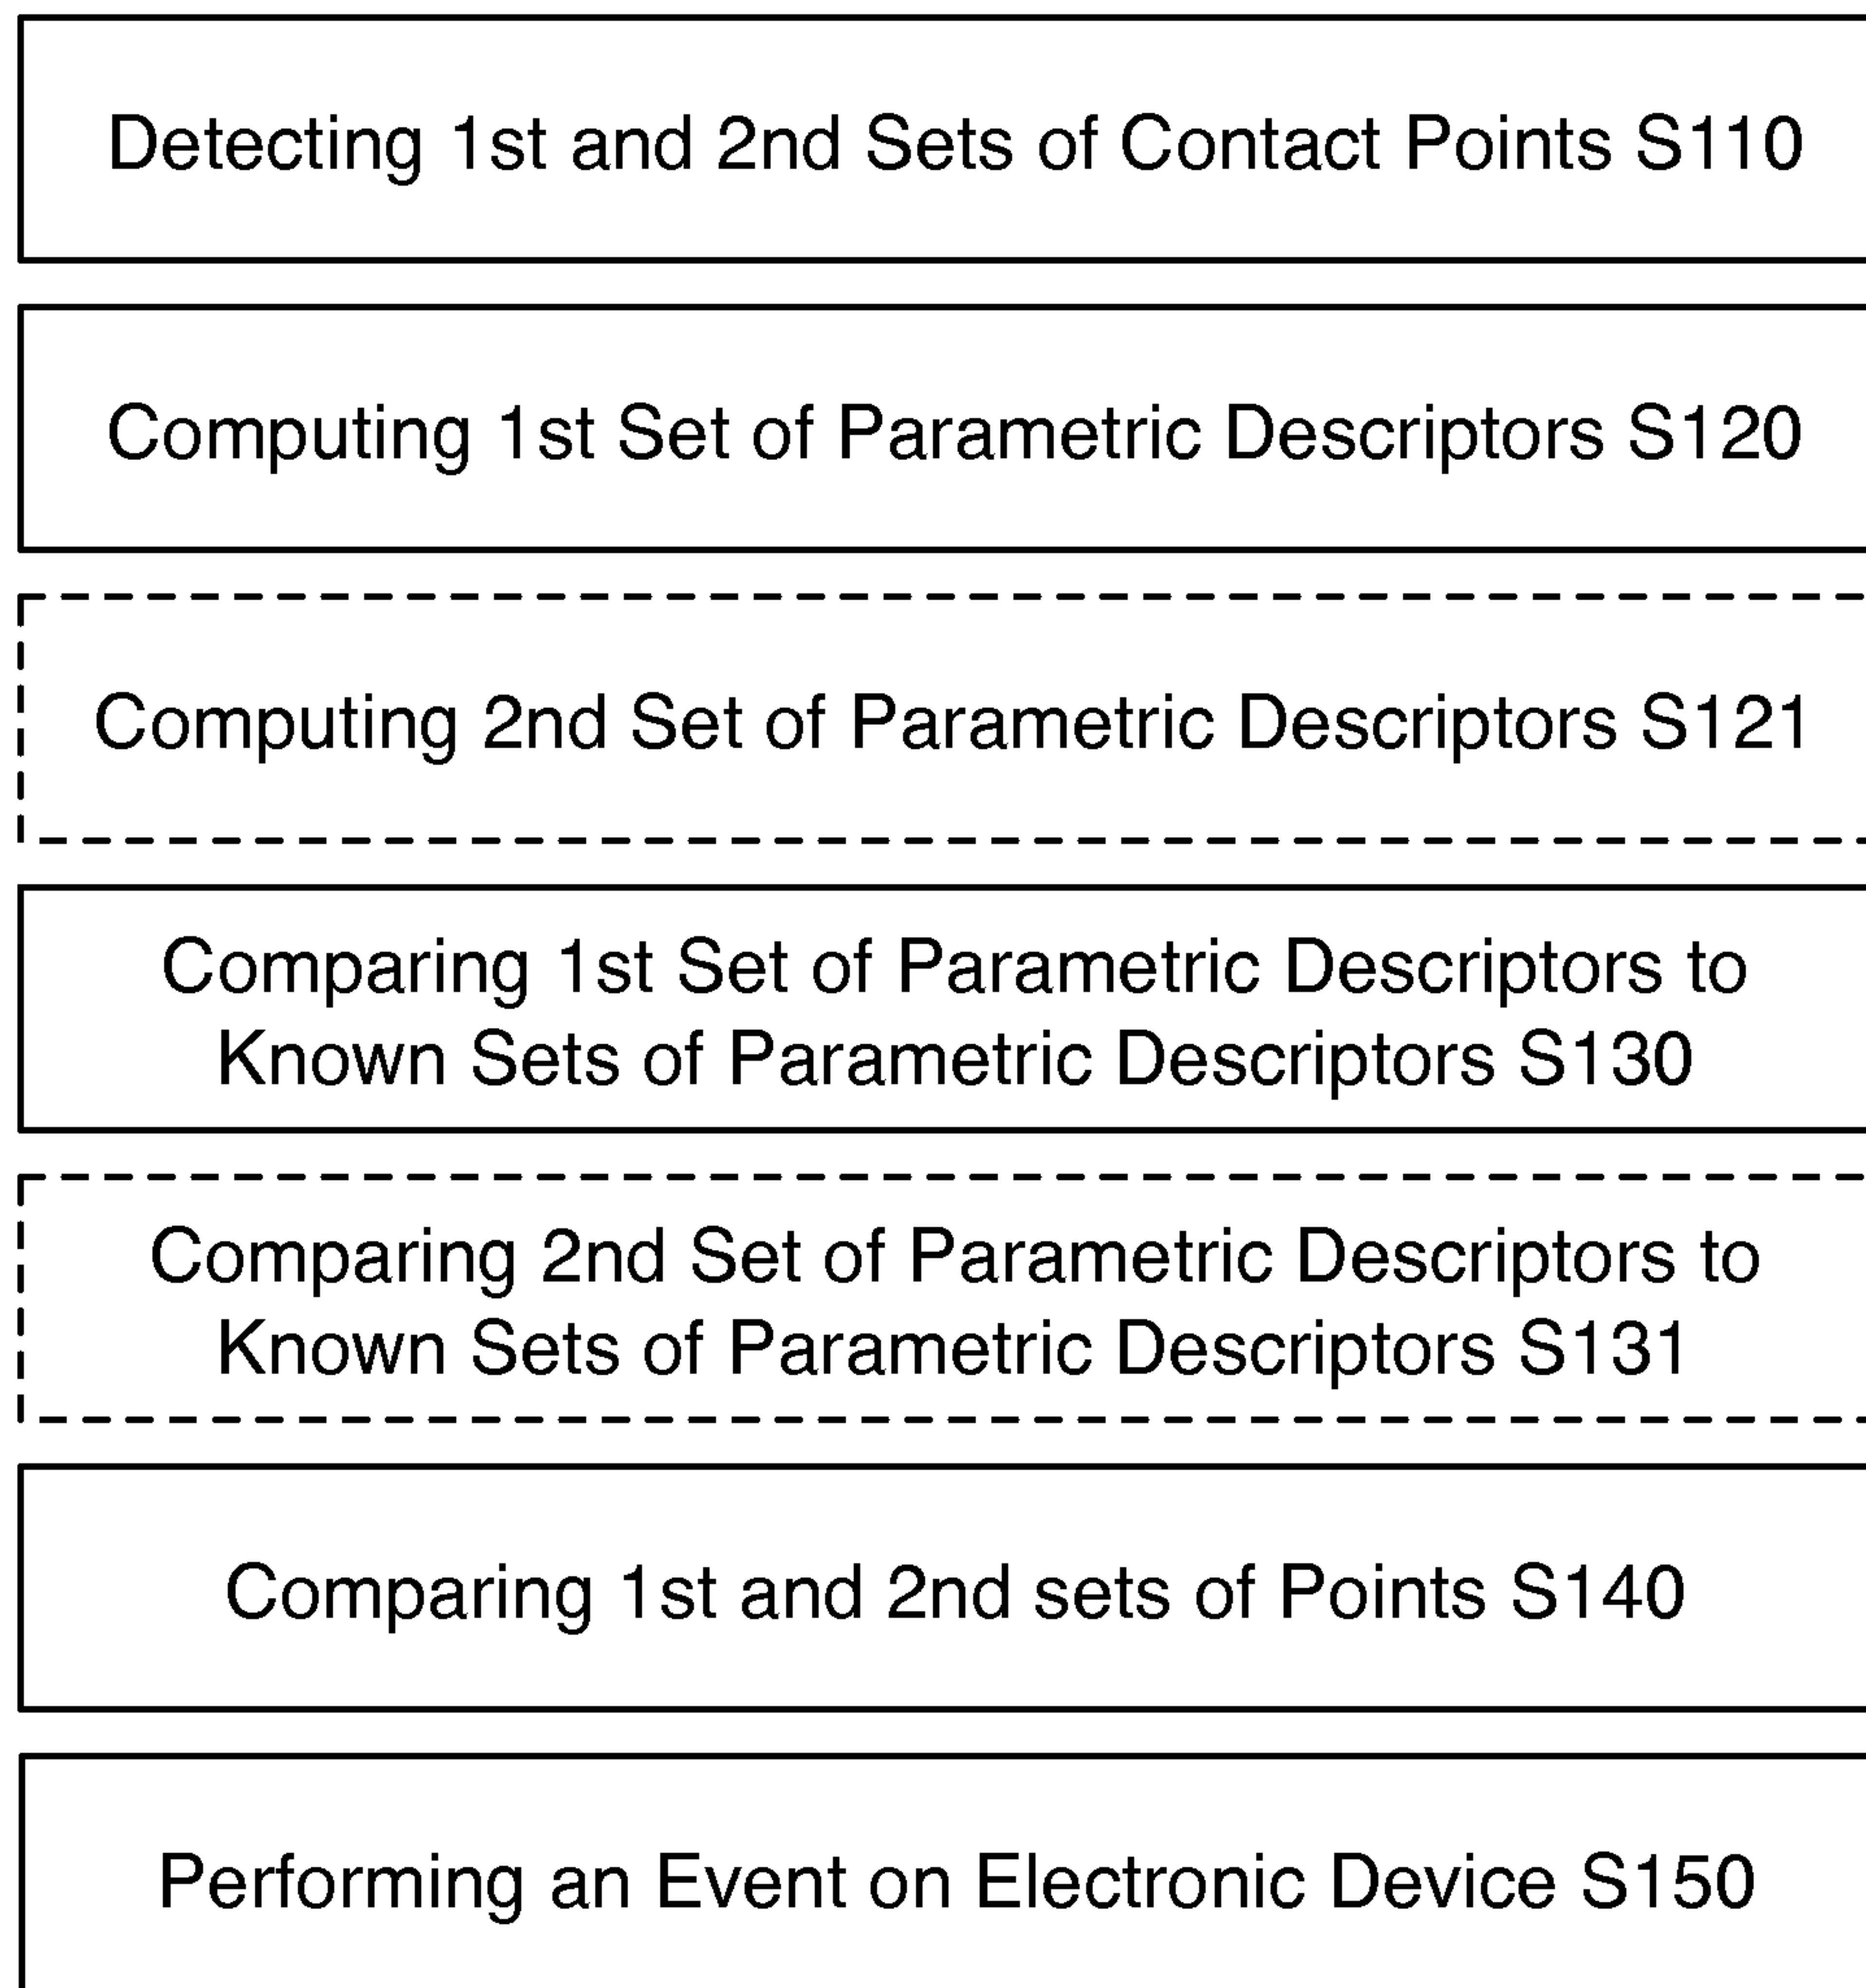 Detecting 1st and 2nd Sets of Contact Points S110
Computing 1st Set of Parametric Descriptors S120
Computing 2nd Set of Parametric Descriptors S121
Comparing 1st Set of Parametric Descriptors to
Known Sets of Parametric Descriptors S130
Comparing 2nd Set of Parametric Descriptors to
Known Sets of Parametric Descriptors S131
Comparing 1st and 2nd sets of Points S140
Performing an Event on Electronic Device S150